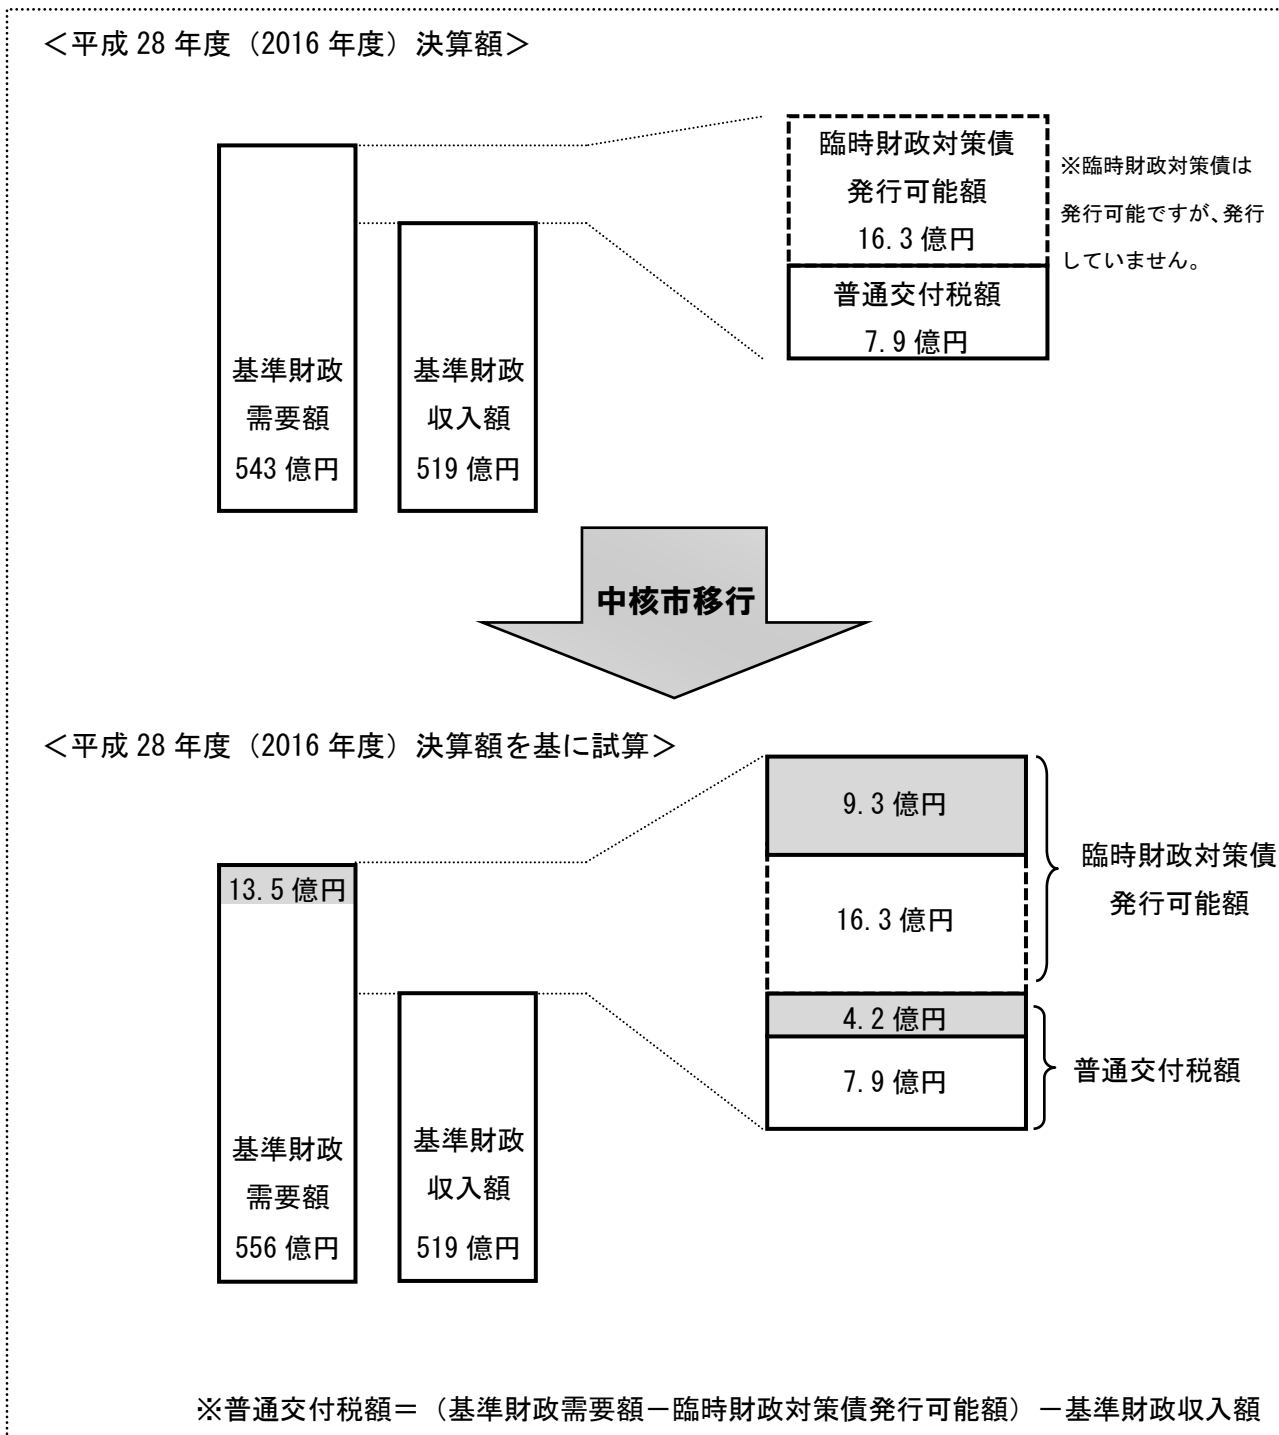 ＜平成 28 年度（2016 年度）決算額＞
臨時財政対策債
発行可能額
16.3 億円
※臨時財政対策債は
発行可能ですが、発行
していません。
普通交付税額
7.9 億円
基準財政
需要額
543 億円
基準財政
収入額
519 億円
中核市移行
＜平成 28 年度（2016 年度）決算額を基に試算＞
9.3 億円
16.3 億円
臨時財政対策債
発行可能額
4.2 億円
7.9 億円
普通交付税額
13.5 億円
基準財政
需要額
556 億円
基準財政
収入額
519 億円
※普通交付税額＝（基準財政需要額－臨時財政対策債発行可能額）－基準財政収入額